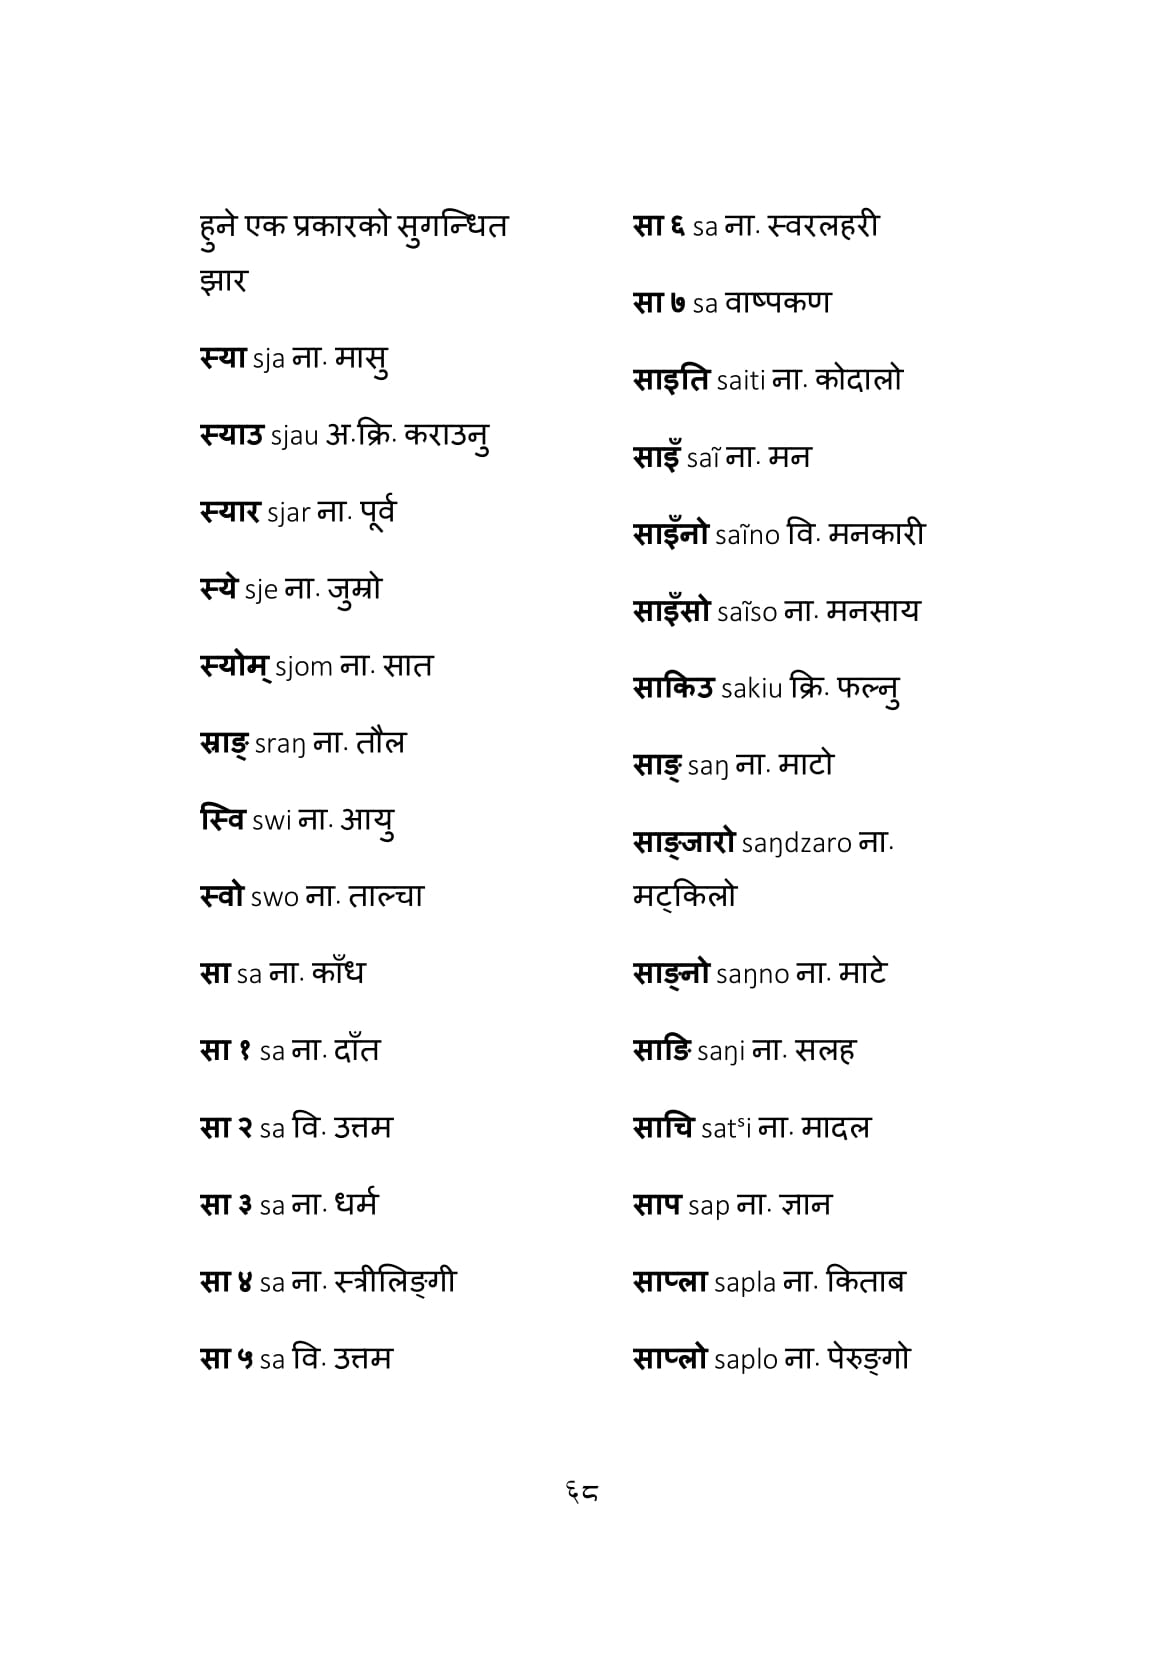 हुने एक प्रकारको सुगन्धित
झार
स्या sja ना. मासु
स्याउ sjau अ.क्रि. कराउनु
स्यार sjar ना. पूर्व
स्ये sje ना. जुम्रो
स्योम् sjom ना. सात
स्राङ् sraŋ ना. तौल
स्वि swi ना. आयु
स्वो swo ना. ताल्चा
सा sa ना. काँध
सा १ sa ना. दाँत
सा २ sa वि. उत्तम
सा ३ sa ना. धर्म
सा ४ sa ना. स्त्रीलिङ्गी
सा ५ sa वि. उत्तम
सा ६ sa ना. स्वरलहरी
सा ७ sa वाष्पकण
साइति saiti ना. कोदालो
साइँ saĩ ना. मन
साइँनो saĩno वि. मनकारी
साइँसो saĩso ना. मनसाय
साकिउ sakiu क्रि. फल्नु
साङ् saŋ ना. माटो
साङ्जारो saŋdzaro ना.
मट्किलो
साङ्नो saŋno ना. माटे
साङि saŋi ना. सलह
साचि satˢi ना. मादल
साप sap ना. ज्ञान
साप्ला sapla ना. किताब
साप्लो saplo ना. पेरुङ्गो
६८